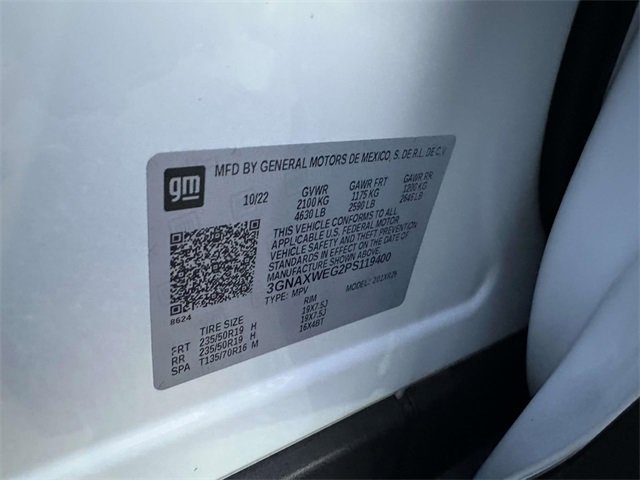 gm
MFD BY GENERAL MOTORS DE MEXICO, S. DE R.L. DE C.V.
10/22 GVWR GAWR FRT GAWR RR
2100 KG 1175 KG 1200 KG
4630 LB 2590 LB 2645 LB
THIS VEHICLE CONFORMS TO ALL
APPLICABLE U.S. FEDERAL MOTOR
VEHICLE SAFETY AND THEFT PREVENTION
STANDARDS IN EFFECT ON THE DATE OF
MANUFACTURE SHOWN ABOVE.
3GNAXWEG2PS119400
TYPE: MPV MODEL:
8624
TIRE SIZE RIM
FRT 235/50R19 H 19X7.5J
RR 235/50R19 H 19X7.5J
SPA T135/70R16 M 16X4BT